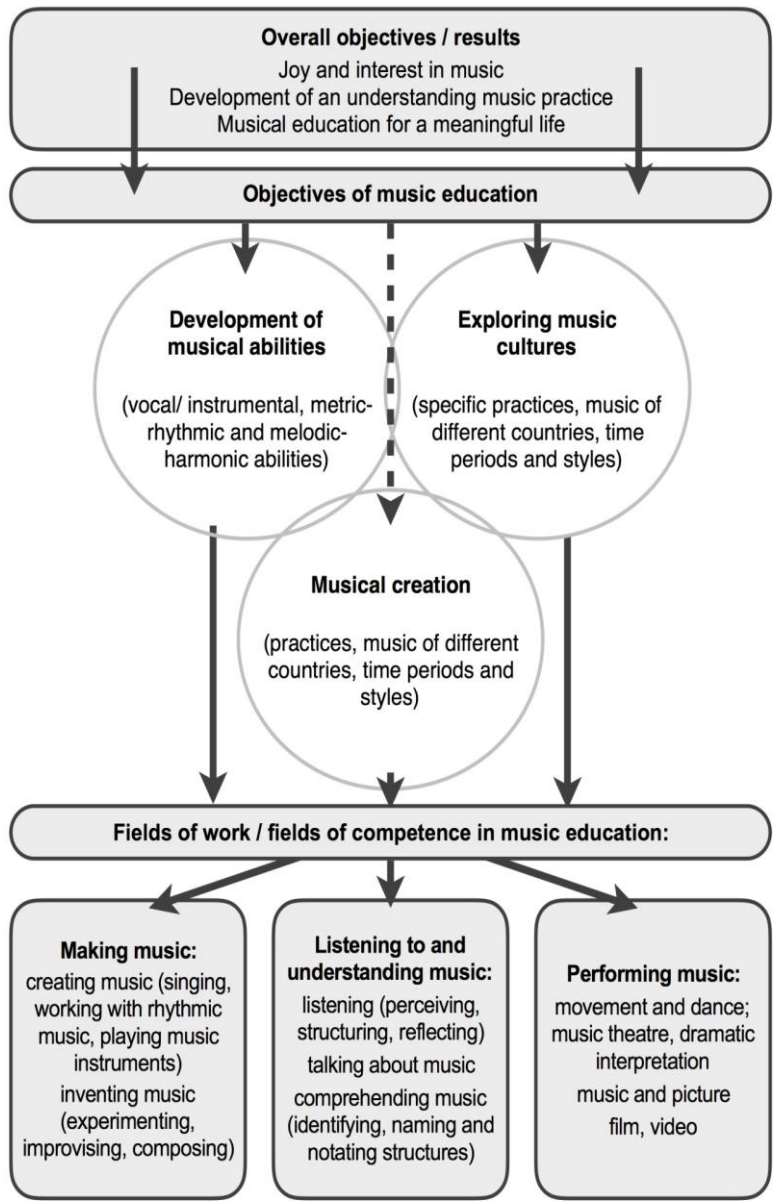 Overall objectives / results
Joy and interest in music
Development of an understanding music practice
Musical education for a meaningful life
Objectives of music education
Development of
musical abilities
(vocal/ instrumental, metric-
rhythmic and melodic-
harmonic abilities)
Exploring music
cultures
(specific practices, music of
different countries, time
periods and styles)
Musical creation
(practices, music of different
countries, time periods and
styles)
Fields of work / fields of competence in music education:
Making music:
creating music (singing,
working with rhythmic
music, playing music
instruments)
inventing music
(experimenting,
improvising, composing)
Listening to and
understanding music:
listening (perceiving,
structuring, reflecting)
talking about music
comprehending music
(identifying, naming and
notating structures)
Performing music:
movement and dance;
music theatre, dramatic
interpretation
music and picture
film, video